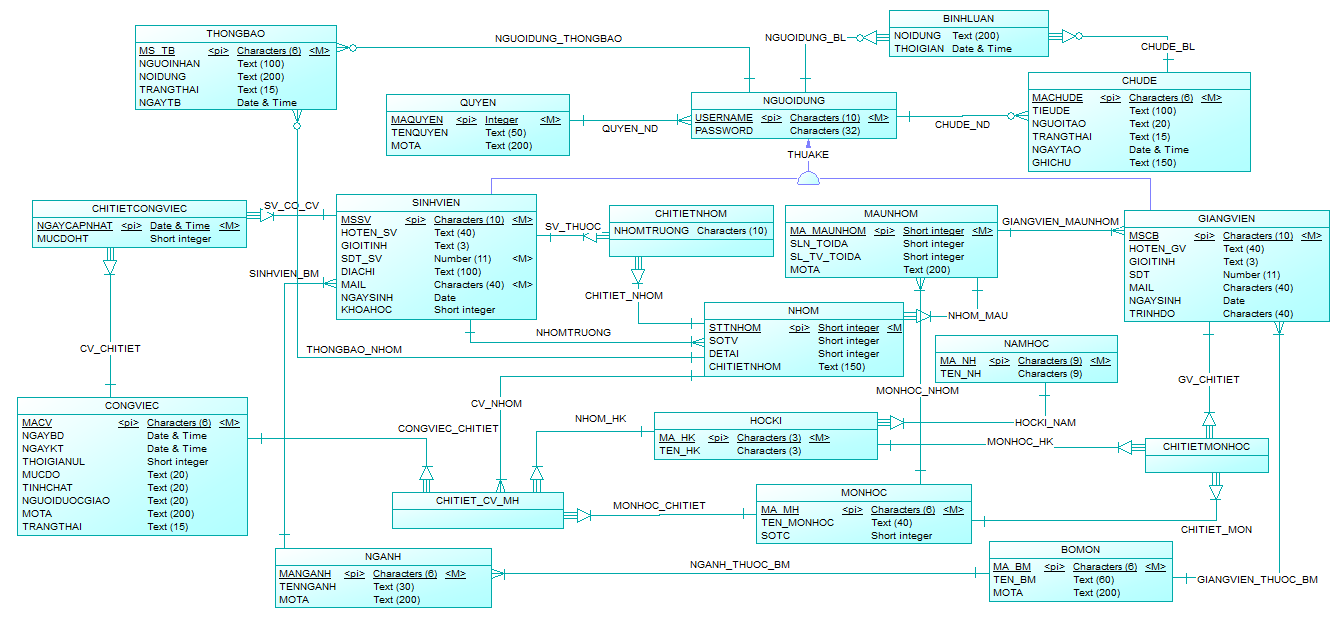 BINHLUAN
NOIDUNG Text (200)
THOIGIAN Date & Time
THONGBAO
MS_TB <pi> Characters (6) <M>
NGUOINHAN Text (100)
NOIDUNG Text (200)
TRANGTHAI Text (15)
NGAYTB Date & Time
NGUOIDUNG_THONGBAO
NGUOIDUNG_BL
CHUDE_BL
CHUDE
MACHUDE <pi> Characters (6) <M>
TIEUDE Text (100)
NGUOITAO Text (20)
TRANGTHAI Text (15)
NGAYTAO Date & Time
GHICHU Text (150)
QUYEN
MAQUYEN <pi> Integer <M>
TENQUYEN Text (50)
MOTA Text (200)
QUYEN_ND
NGUOIDUNG
USERNAME <pi> Characters (10) <M>
PASSWORD Characters (32)
CHUDE_ND
THUAKE
CHITIETCONGVIEC
NGAYCAPNHAT <pi> Date & Time <M>
MUCDOHT Short integer
SV_CO_CV
SINHVIEN
MSSV <pi> Characters (10) <M>
HOTEN_SV Text (40)
GIOITINH Text (3)
SDT_SV Number (11) <M>
DIACHI Text (100)
MAIL Characters (40) <M>
NGAYSINH Date
KHOAHOC Short integer
SV_THUOC
CHITIETNHOM
NHOMTRUONG Characters (10)
MAUNHOM
MA_MAUNHOM <pi> Short integer <M>
SLN_TOIDA Short integer
SL_TV_TOIDA Short integer
MOTA Text (200)
GIANGVIEN_MAUNHOM
GIANGVIEN
MSCB <pi> Characters (10) <M>
HOTEN_GV Text (40)
GIOITINH Text (3)
SDT Number (11)
MAIL Characters (40)
NGAYSINH Date
TRINHDO Characters (40)
SINHVIEN_BM
CHITIET_NHOM
NHOM
STTNHOM <pi> Short integer <M
SOTV Short integer
DETAI Short integer
CHITIETNHOM Text (150)
NHOM_MAU
NHOMTRUONG
CV_CHITIET
THONGBAO_NHOM
NAMHOC
MA_NH <pi> Characters (9) <M>
TEN_NH Characters (9)
GV_CHITIET
MONHOC_NHOM
CONGVIEC
MACV <pi> Characters (6) <M>
NGAYBD Date & Time
NGAYKT Date & Time
THOIGIANUL Short integer
MUCDO Text (20)
TINHCHAT Text (20)
NGUOIDUOCGIAO Text (20)
MOTA Text (200)
TRANGTHAI Text (15)
CV_NHOM
CONGVIEC_CHITIET
NHOM_HK
HOCKI
MA_HK <pi> Characters (3) <M>
TEN_HK Characters (3)
HOCKI_NAM
MONHOC_HK
CHITIETMONHOC
CHITIET_CV_MH
MONHOC_CHITIET
MONHOC
MA_MH <pi> Characters (6) <M>
TEN_MONHOC Text (40)
SOTC Short integer
CHITIET_MON
NGANH
MANGANH <pi> Characters (6) <M>
TENNGANH Text (30)
MOTA Text (200)
NGANH_THUOC_BM
BOMON
MA_BM <pi> Characters (6) <M>
TEN_BM Text (60)
MOTA Text (200)
GIANGVIEN_THUOC_BM